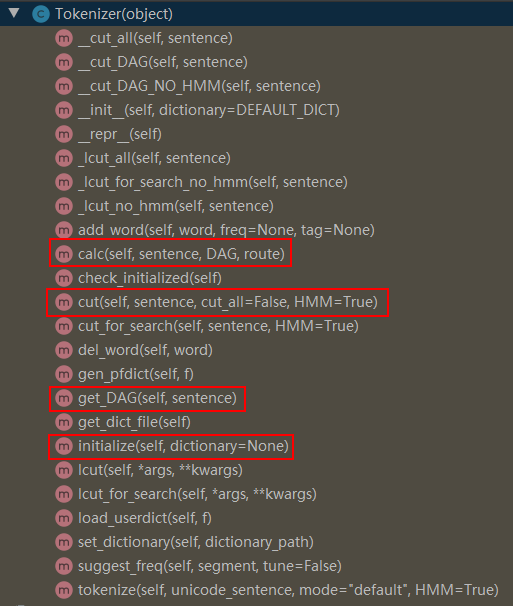 Tokenizer(object)
__cut_all(self, sentence)
__cut_DAG(self, sentence)
__cut_DAG_NO_HMM(self, sentence)
__init__(self, dictionary=DEFAULT_DICT)
__repr__(self)
_lcut_all(self, sentence)
_lcut_for_search_no_hmm(self, sentence)
_lcut_no_hmm(self, sentence)
add_word(self, word, freq=None, tag=None)
calc(self, sentence, DAG, route)
check_initialized(self)
cut(self, sentence, cut_all=False, HMM=True)
cut_for_search(self, sentence, HMM=True)
del_word(self, word)
gen_pfdict(self, f)
get_DAG(self, sentence)
get_dict_file(self)
initialize(self, dictionary=None)
lcut(self, *args, **kwargs)
lcut_for_search(self, *args, **kwargs)
load_userdict(self, f)
set_dictionary(self, dictionary_path)
suggest_freq(self, segment, tune=False)
tokenize(self, unicode_sentence, mode="default", HMM=True)